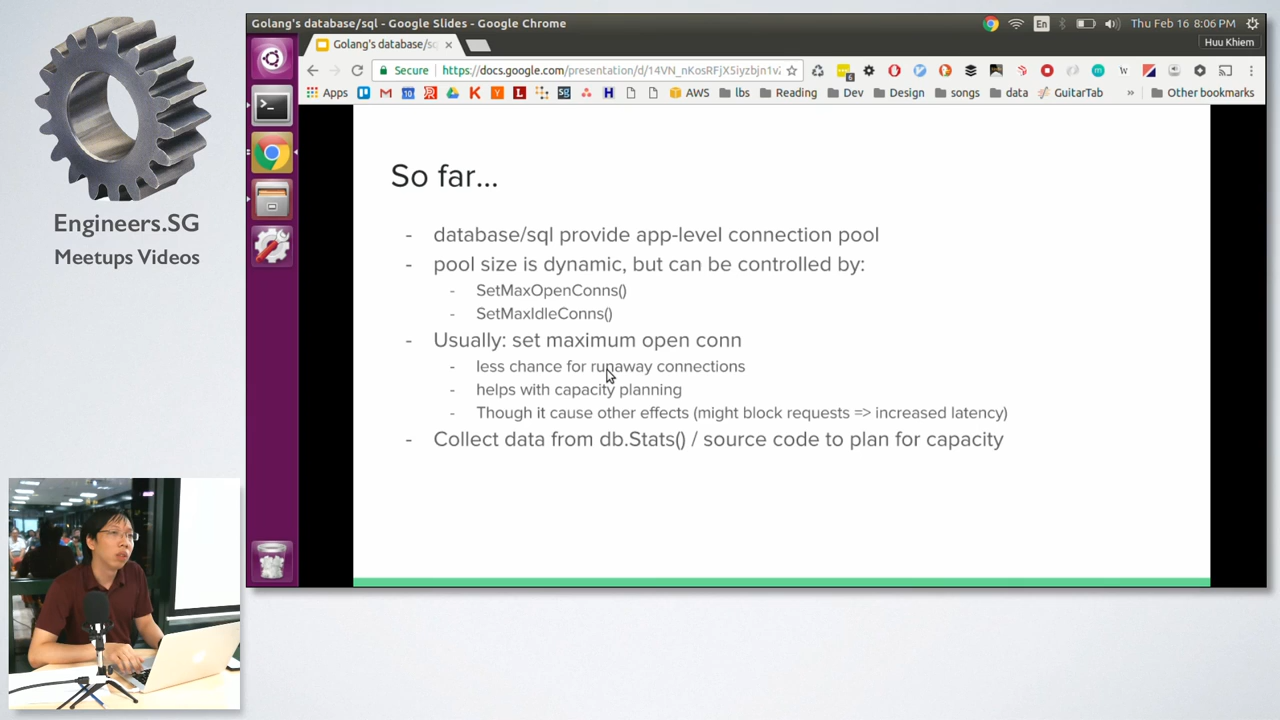 Golang's database/sql - Google Slides - Google Chrome
En
Thu Feb 16 8:06 PM
Golang's database/sq
Huu Khiem
Secure
https://docs.google.com/presentation/d/14VN_nKosRFjX5iyzbjn1v
Apps
AWS
lbs
Reading
Dev
Design
songs
data
GuitarTab
»
Other bookmarks
Engineers.SG
Meetups Videos
So far...
- database/sql provide app-level connection pool
- pool size is dynamic, but can be controlled by:
- SetMaxOpenConns()
- SetMaxIdleConns()
- Usually: set maximum open conn
- less chance for runaway connections
- helps with capacity planning
- Though it cause other effects (might block requests => increased latency)
- Collect data from db.Stats() / source code to plan for capacity